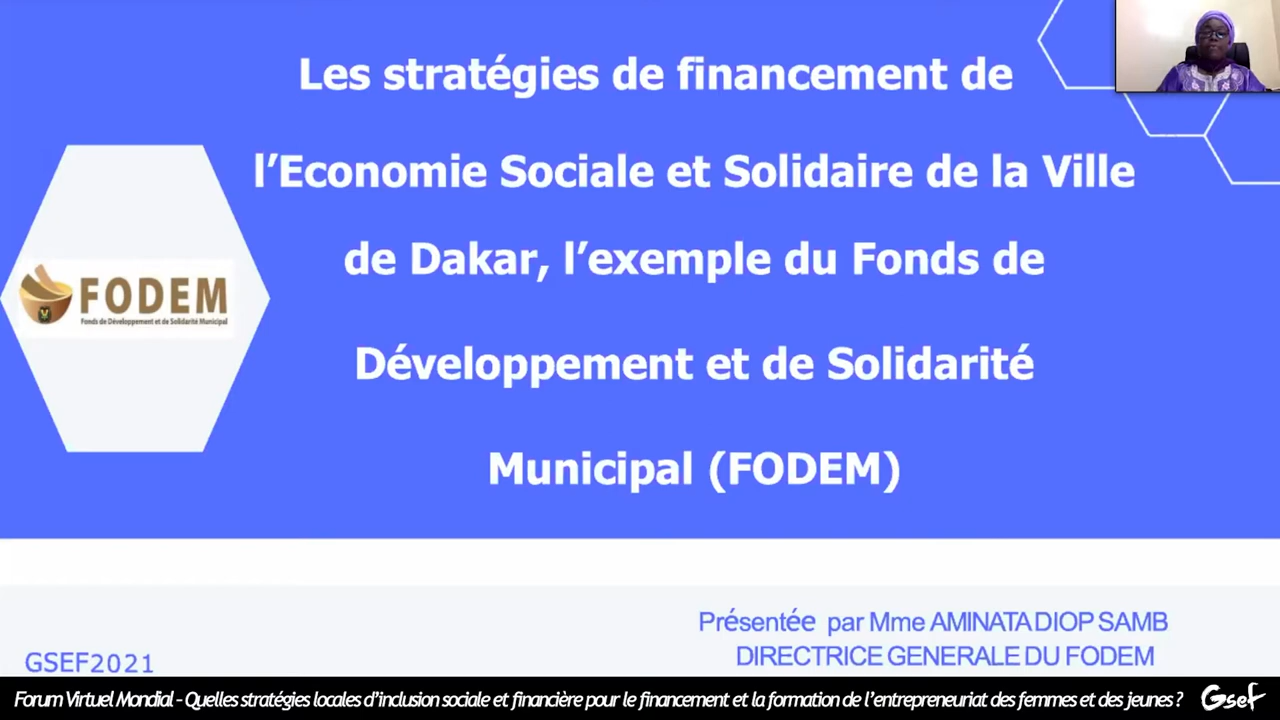 Les stratégies de financement de
l’Economie Sociale et Solidaire de la Ville
de Dakar, l’exemple du Fonds de
Développement et de Solidarité
Municipal (FODEM)
FODEM
Fonds de Développement et de Solidarité Municipal
Présentée par Mme AMINATA DIOP SAMB
DIRECTRICE GENERALE DU FODEM
GSEF2021
Forum Virtuel Mondial - Quelles stratégies locales d’inclusion sociale et financière pour le financement et la formation de l’entrepreneuriat des femmes et des jeunes ?
Gsef